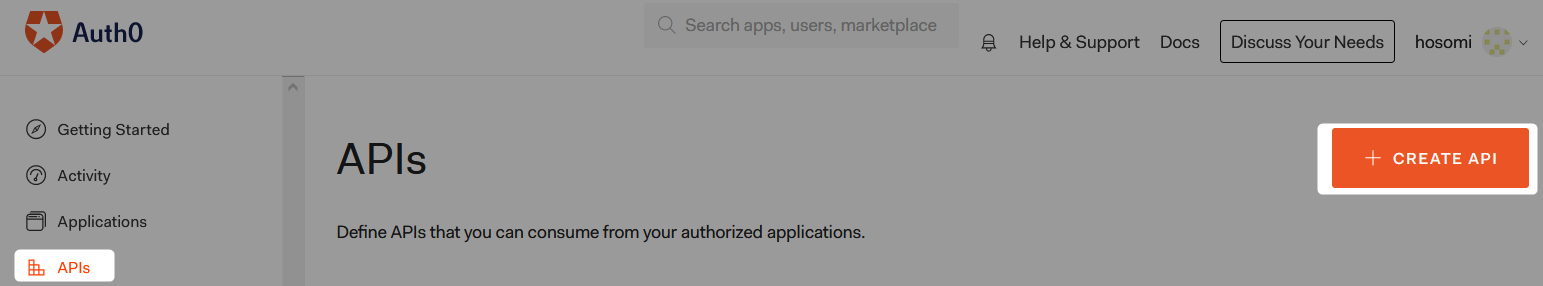 Auth0
Search apps, users, marketplace
Help & Support
Docs
Discuss Your Needs
hosomi
Getting Started
Activity
Applications
APIs
APIs
CREATE API
Define APIs that you can consume from your authorized applications.